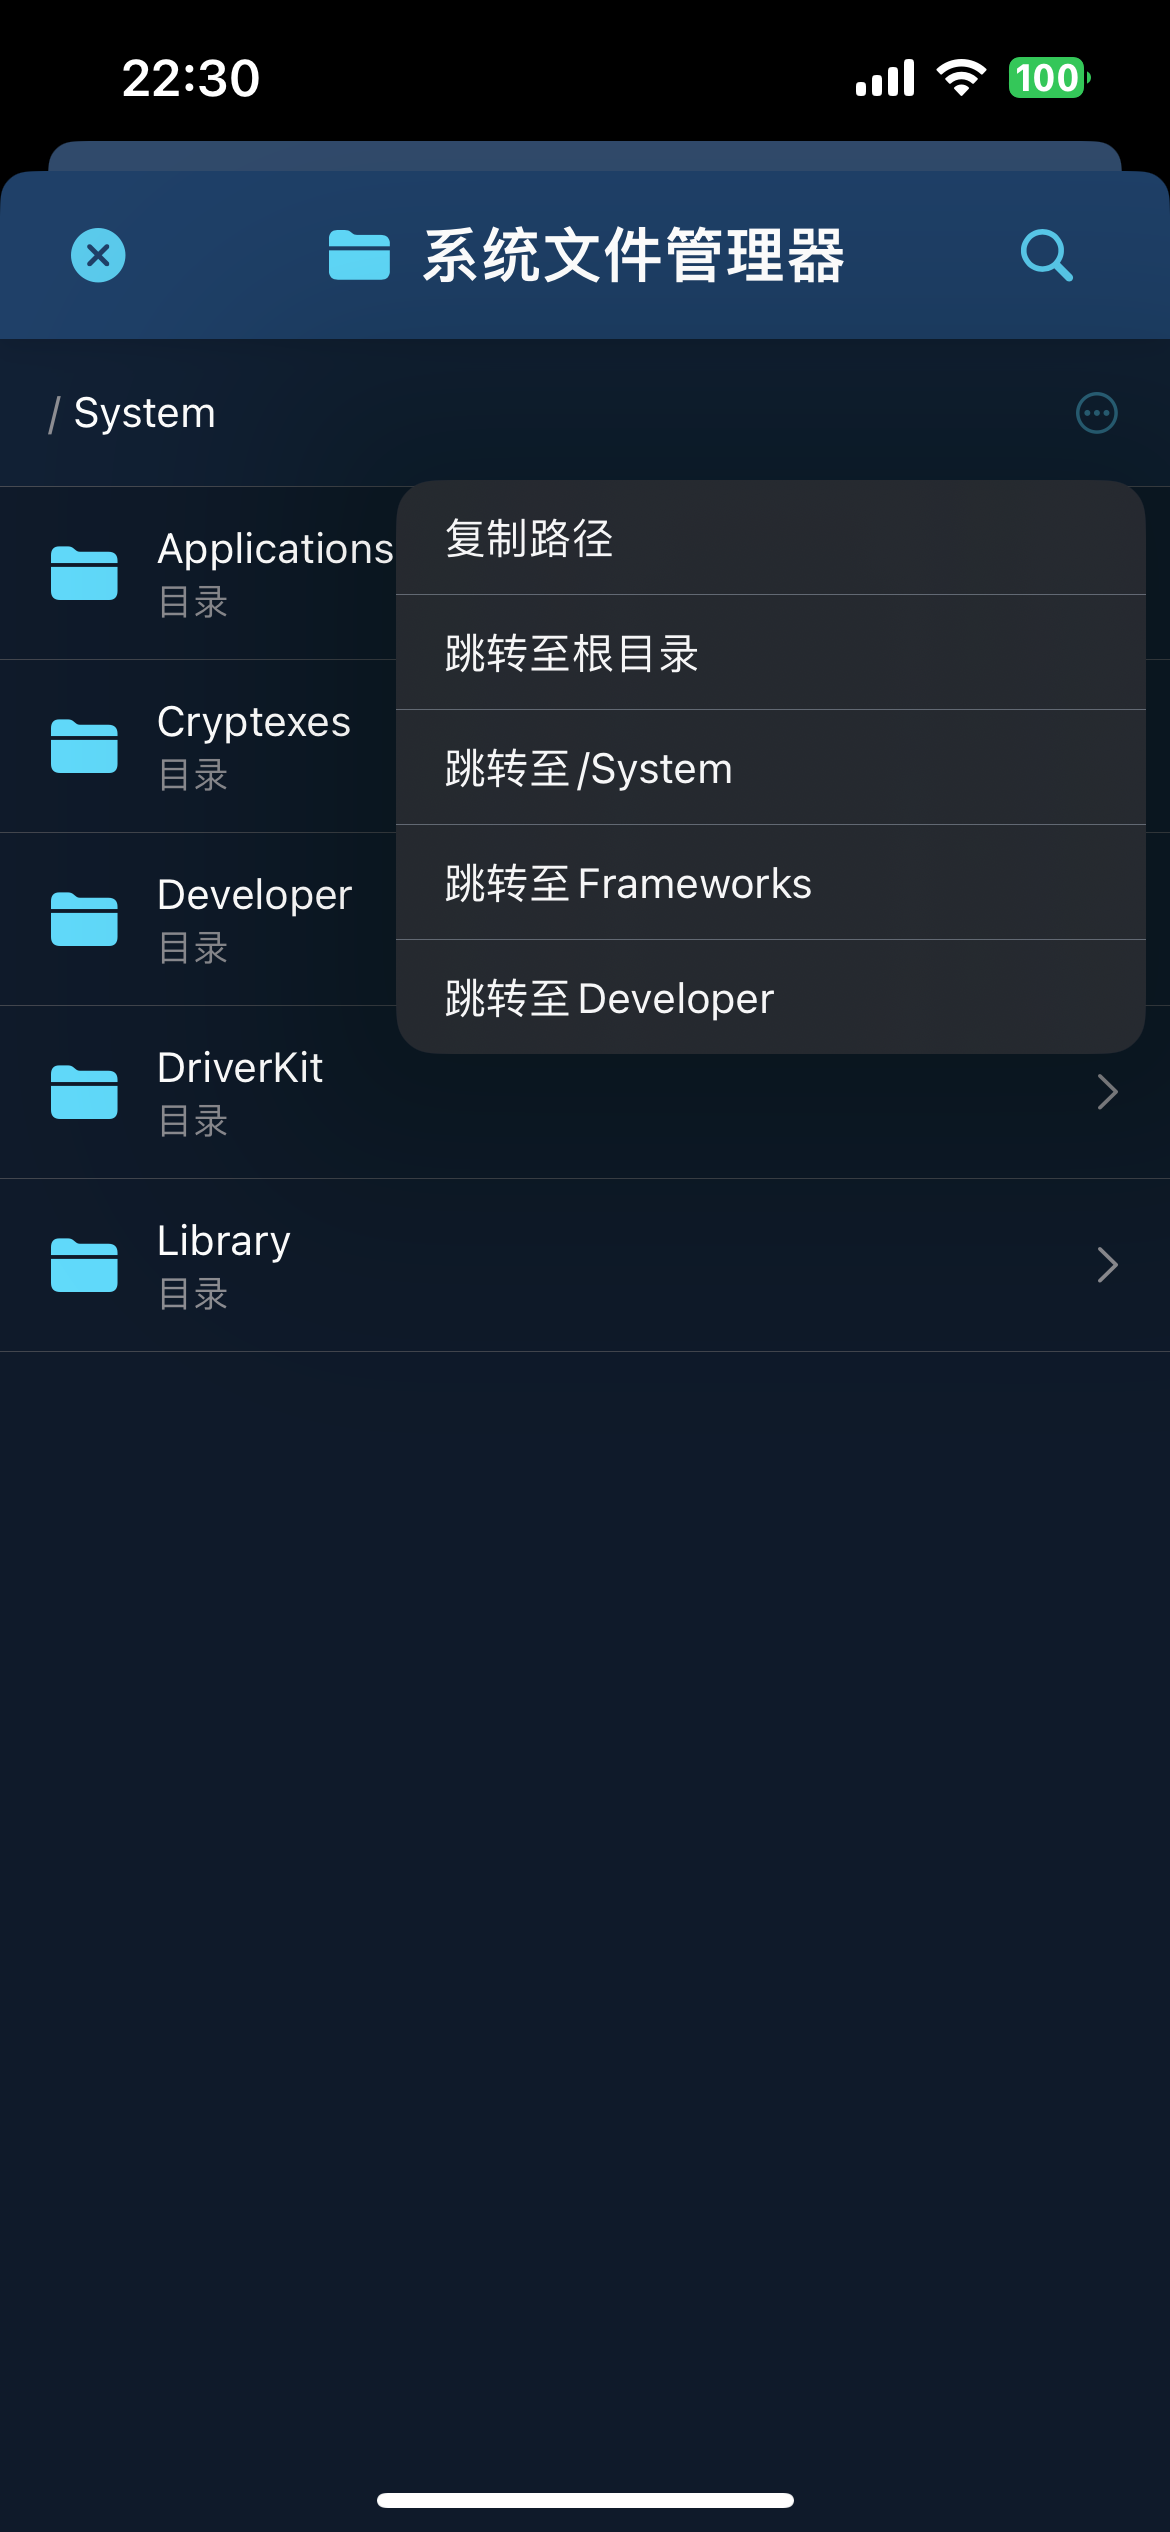 22:30
100
系统文件管理器
/ System
复制路径
跳转至根目录
跳转至 /System
跳转至 Frameworks
跳转至 Developer
Applications
目录
Cryptexes
目录
Developer
目录
DriverKit
目录
Library
目录